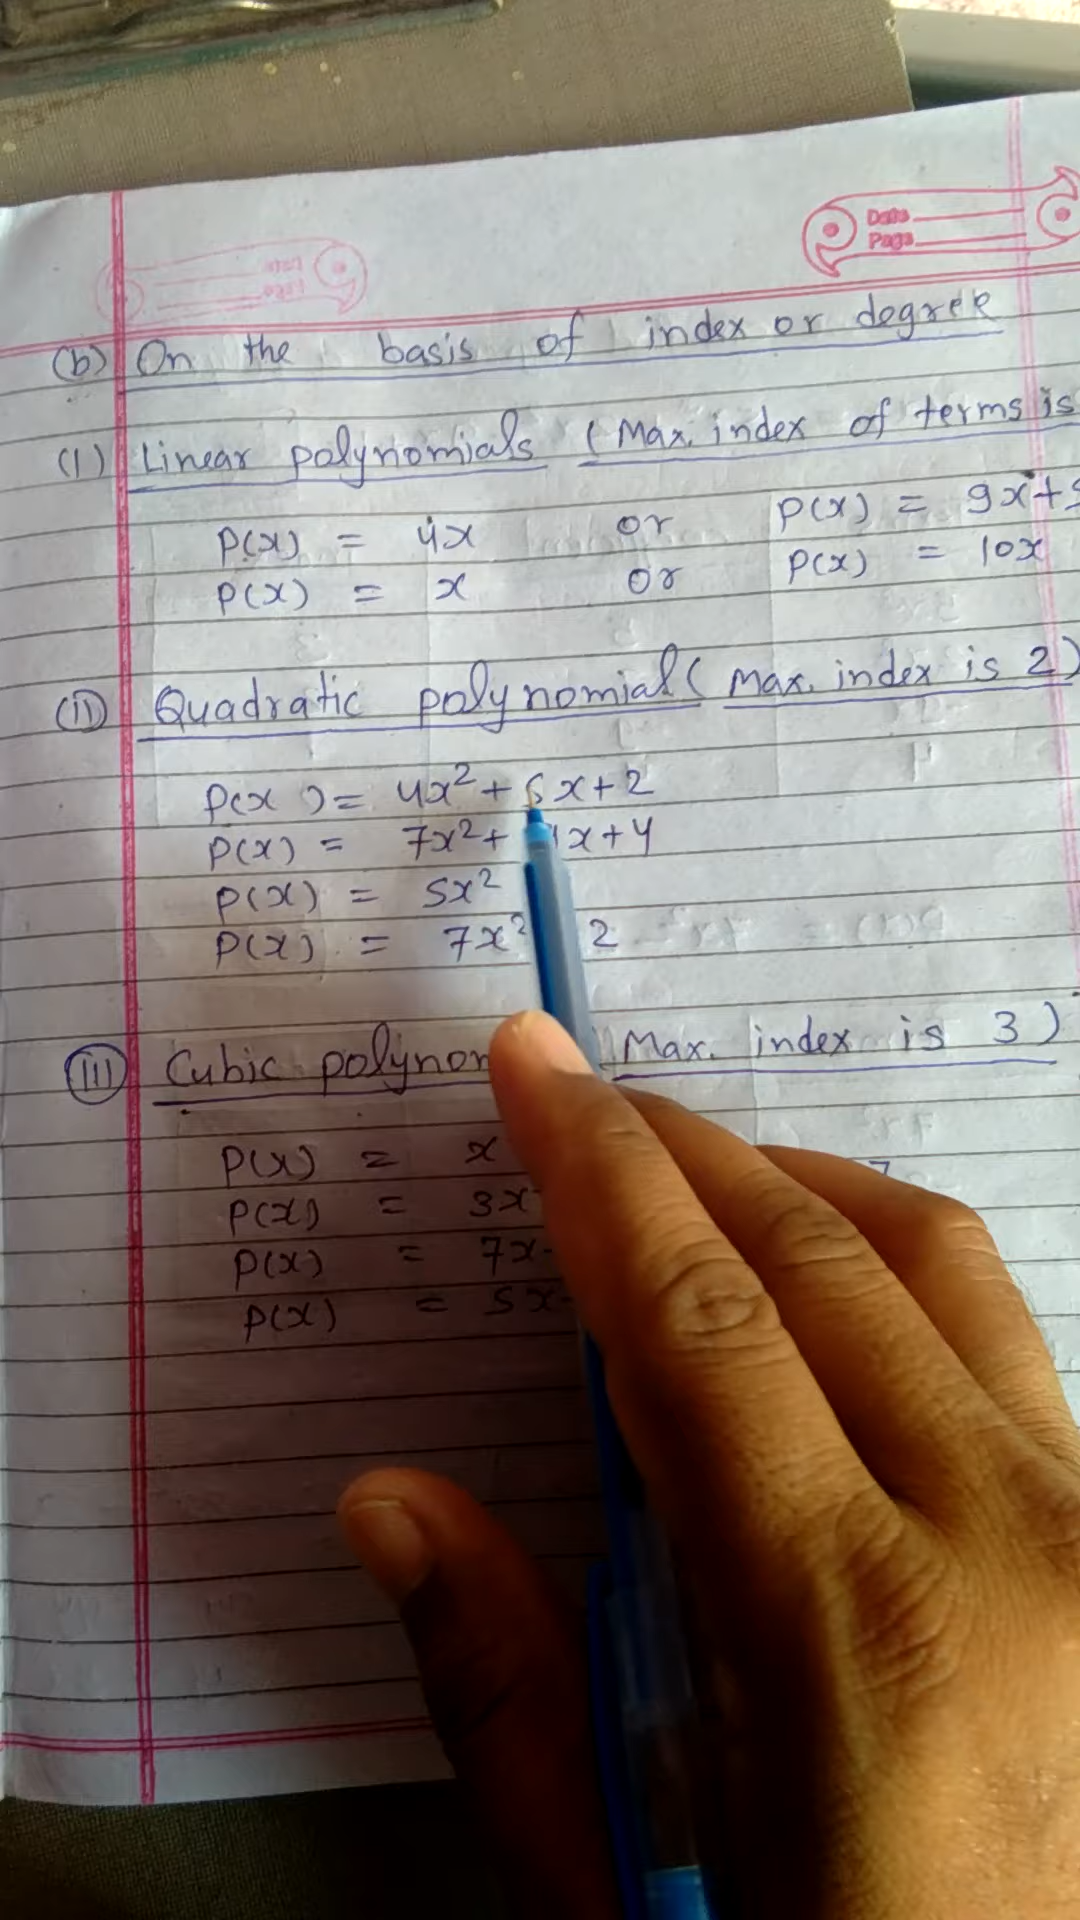 Date
Page
(b) On the basis of index or degree
(I) Linear polynomials (Max. index of terms is
P(x) = 4x or P(x) = 9x+
P(x) = x or P(x) = 10x
(II) Quadratic polynomial (Max. index is 2)
P(x) = 4x²+6x+2
P(x) = 7x²+ x+4
P(x) = 5x²
P(x) = 7x² 2
(III) Cubic Max. index is 3)
P(x) = x
P(x) = 3x
P(x) = 7x
P(x) = 5x